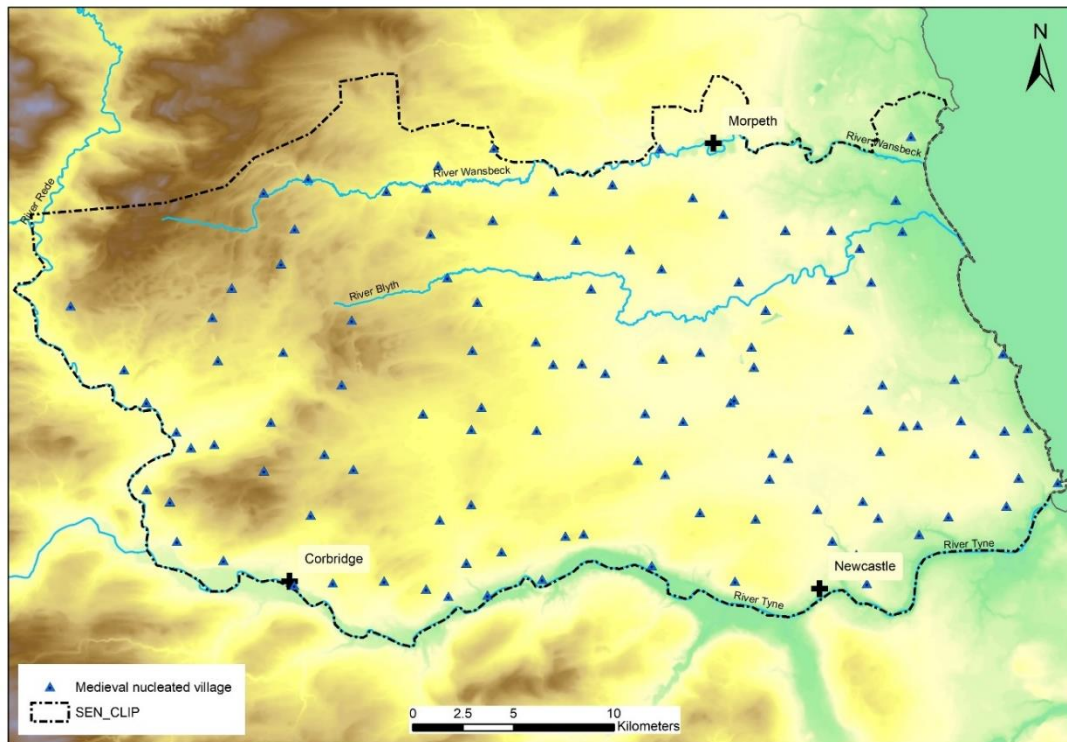 N
Morpeth
River Wansbeck
River Wansbeck
River Rede
River Blyth
Corbridge
Newcastle
River Tyne
River Tyne
Medieval nucleated village
SEN_CLIP
0 2.5 5 10
Kilometers